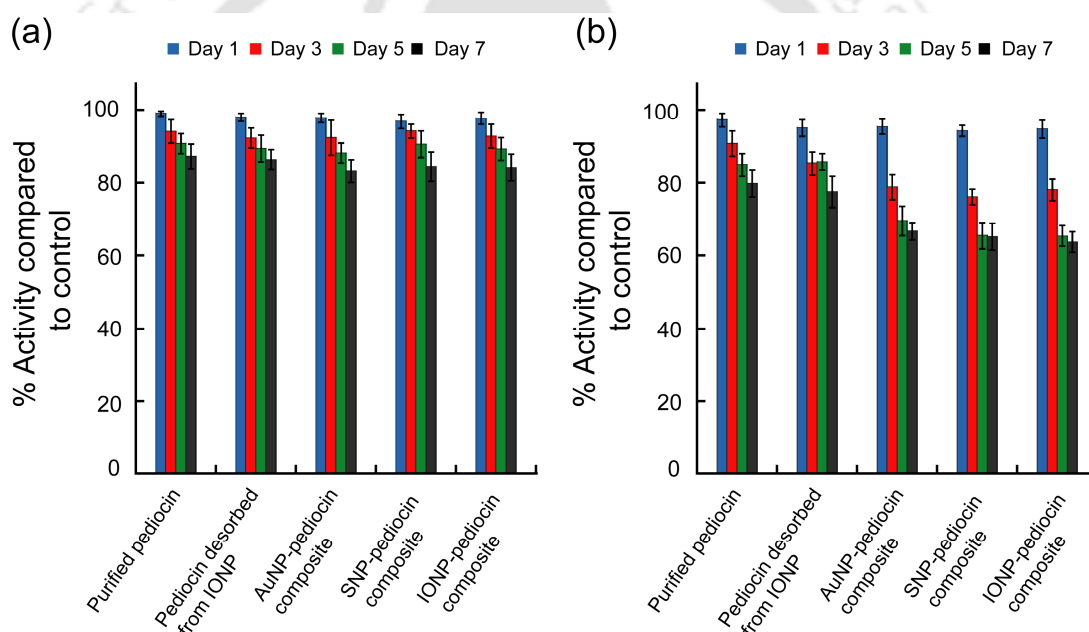 (a)
Day 1 Day 3 Day 5 Day 7
% Activity compared
to control
100
80
60
40
20
0
Purified pediocin
Pediocin desorbed
from IONP
AuNP-pediocin
composite
SNP-pediocin
composite
IONP-pediocin
composite
(b)
Day 1 Day 3 Day 5 Day 7
% Activity compared
to control
100
80
60
40
20
0
Purified pediocin
Pediocin desorbed
from IONP
AuNP-pediocin
composite
SNP-pediocin
composite
IONP-pediocin
composite